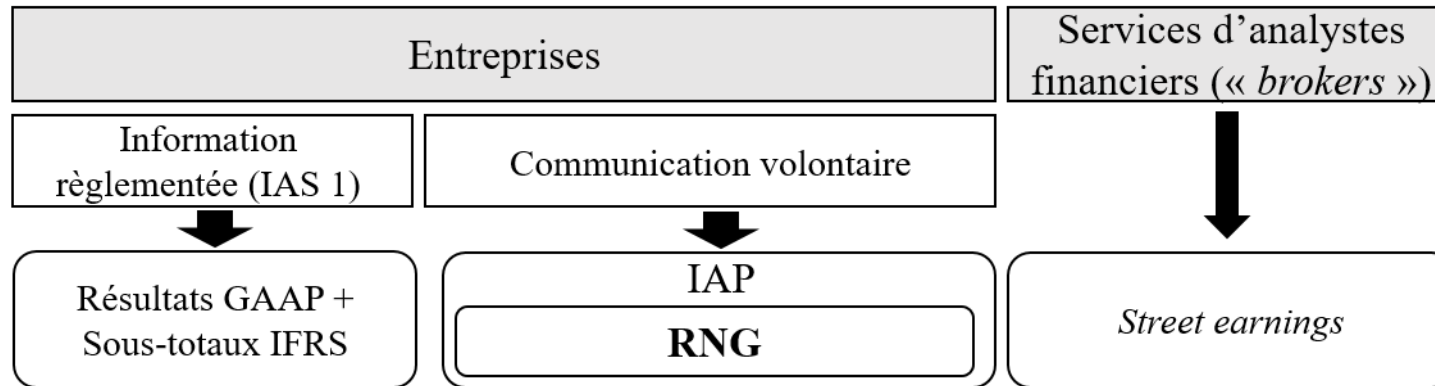 Entreprises
Services d’analystes
financiers (« brokers »)
Information
règlementée (IAS 1)
Communication volontaire
Résultats GAAP +
Sous-totaux IFRS
IAP
RNG
Street earnings